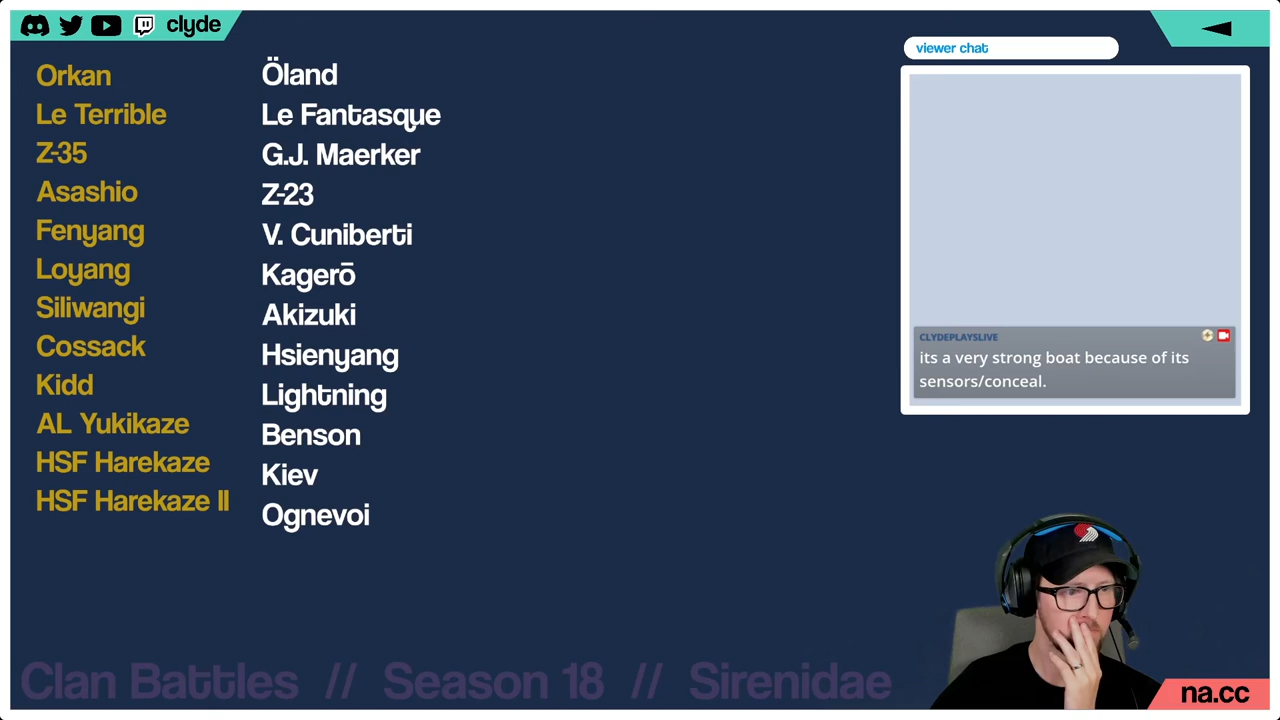 clyde
Orkan
Le Terrible
Z-35
Asashio
Fenyang
Loyang
Siliwangi
Cossack
Kidd
AL Yukikaze
HSF Harekaze
HSF Harekaze II
Öland
Le Fantasque
G.J. Maerker
Z-23
V. Cuniberti
Kagerō
Akizuki
Hsienyang
Lightning
Benson
Kiev
Ognevoi
viewer chat
CLYDEPLAYSLIVE
its a very strong boat because of its
sensors/conceal.
Clan Battles // Season 18 // Sirenidae
na.cc